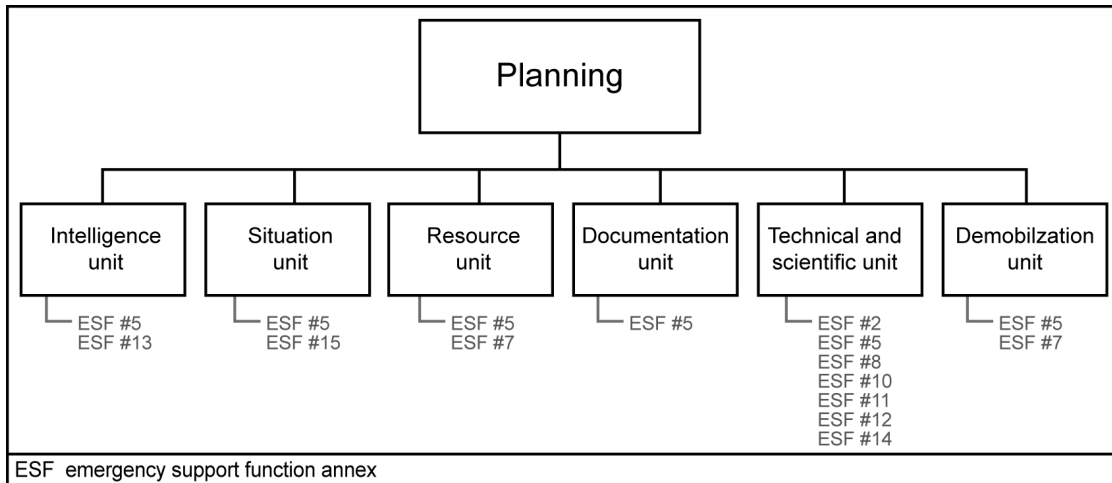 Planning
Intelligence
unit
Situation
unit
Resource
unit
Documentation
unit
Technical and
scientific unit
Demobilzation
unit
ESF #5
ESF #13
ESF #5
ESF #15
ESF #5
ESF #7
ESF #5
ESF #2
ESF #5
ESF #8
ESF #10
ESF #11
ESF #12
ESF #14
ESF #5
ESF #7
ESF emergency support function annex